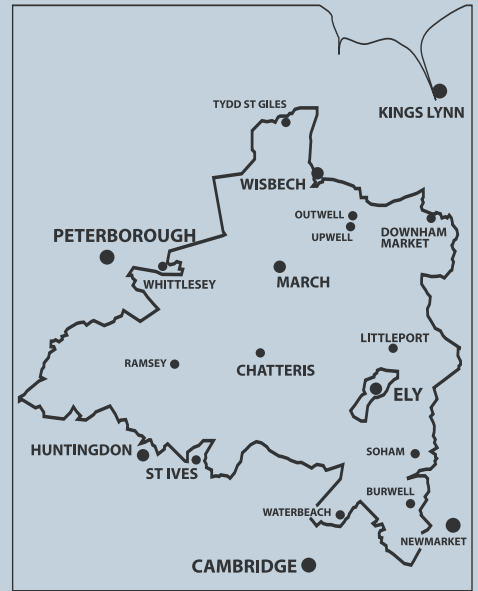 TYDD ST GILES
KINGS LYNN
WISBECH
OUTWELL
UPWELL
DOWNHAM
MARKET
PETERBOROUGH
WHITTLESEY
MARCH
LITTLEPORT
RAMSEY
CHATTERIS
ELY
HUNTINGDON
ST IVES
SOHAM
BURWELL
WATERBEACH
NEWMARKET
CAMBRIDGE